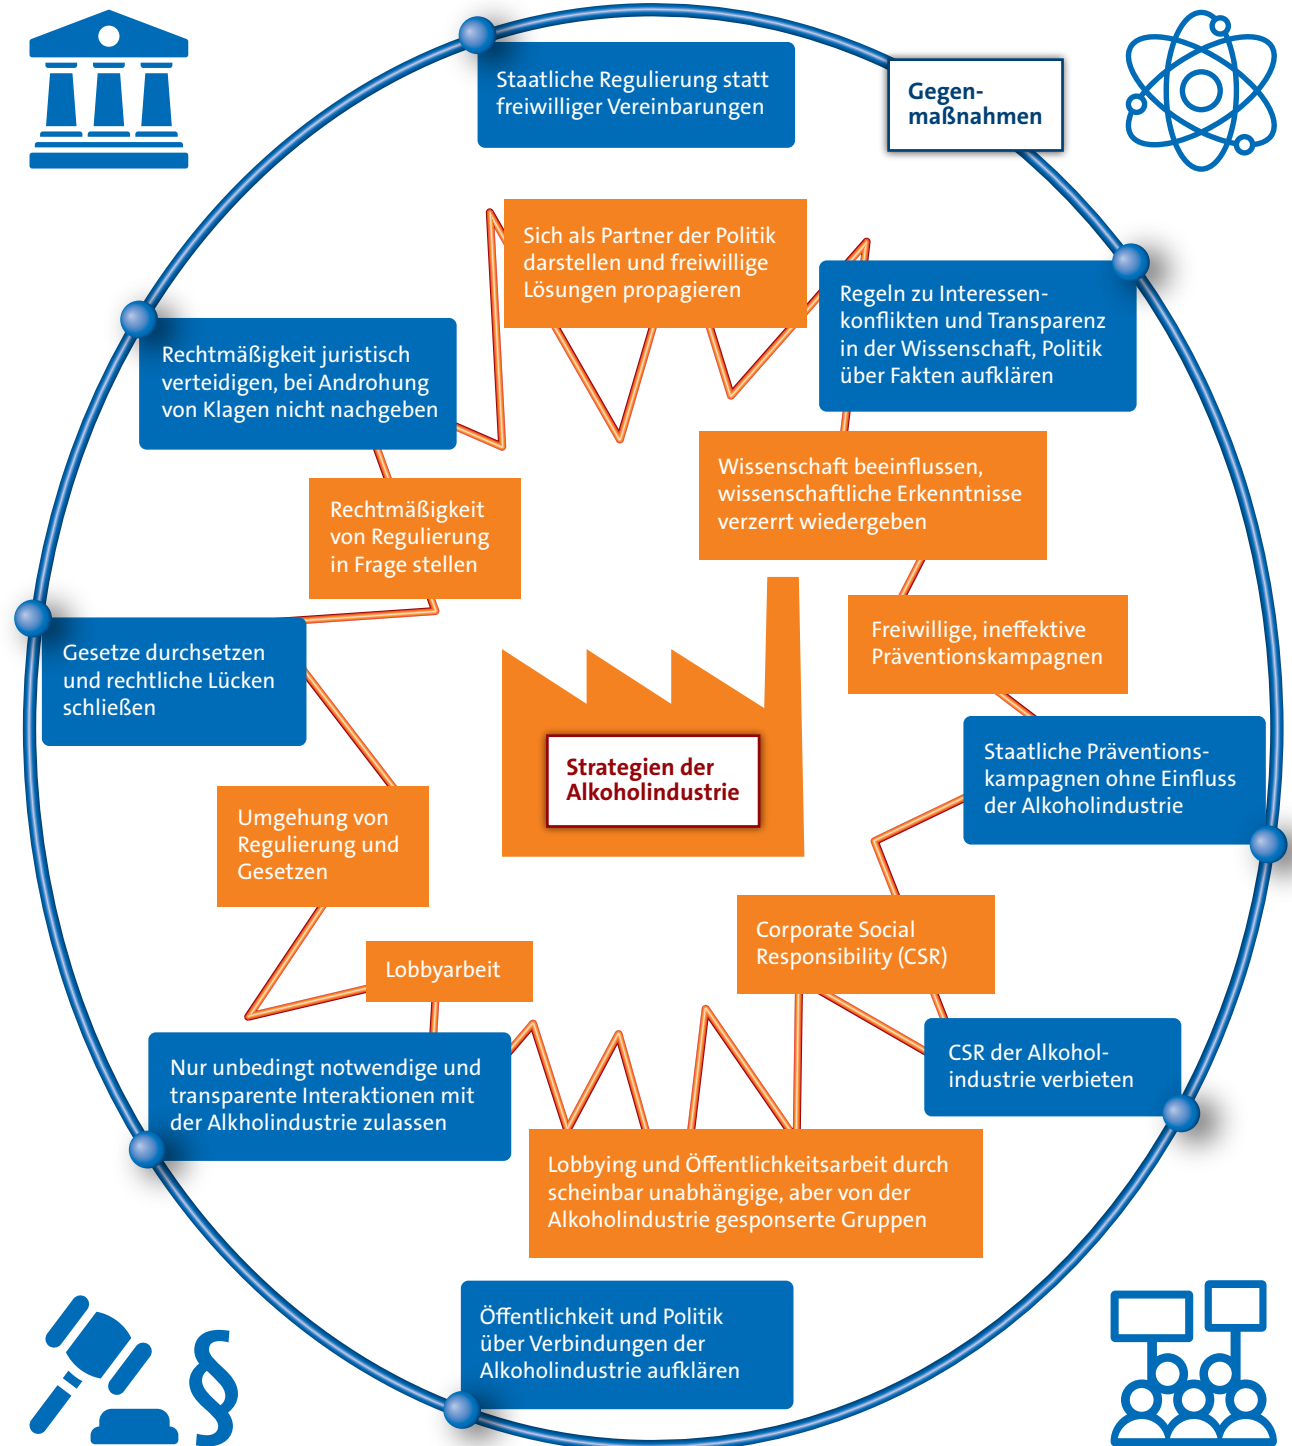 Staatliche Regulierung statt
freiwilliger Vereinbarungen
Gegen-
maßnahmen
Sich als Partner der Politik
darstellen und freiwillige
Lösungen propagieren
Regeln zu Interessen-
konflikten und Transparenz
in der Wissenschaft, Politik
über Fakten aufklären
Rechtmäßigkeit juristisch
verteidigen, bei Androhung
von Klagen nicht nachgeben
Wissenschaft beeinflussen,
wissenschaftliche Erkenntnisse
verzerrt wiedergeben
Rechtmäßigkeit
von Regulierung
in Frage stellen
Freiwillige, ineffektive
Präventionskampagnen
Gesetze durchsetzen
und rechtliche Lücken
schließen
Staatliche Präventions-
kampagnen ohne Einfluss
der Alkoholindustrie
Strategien der
Alkoholindustrie
Umgehung von
Regulierung und
Gesetzen
Corporate Social
Responsibility (CSR)
Lobbyarbeit
CSR der Alkohol-
industrie verbieten
Nur unbedingt notwendige und
transparente Interaktionen mit
der Alkholindustrie zulassen
Lobbying und Öffentlichkeitsarbeit durch
scheinbar unabhängige, aber von der
Alkoholindustrie gesponserte Gruppen
Öffentlichkeit und Politik
über Verbindungen der
Alkoholindustrie aufklären
§